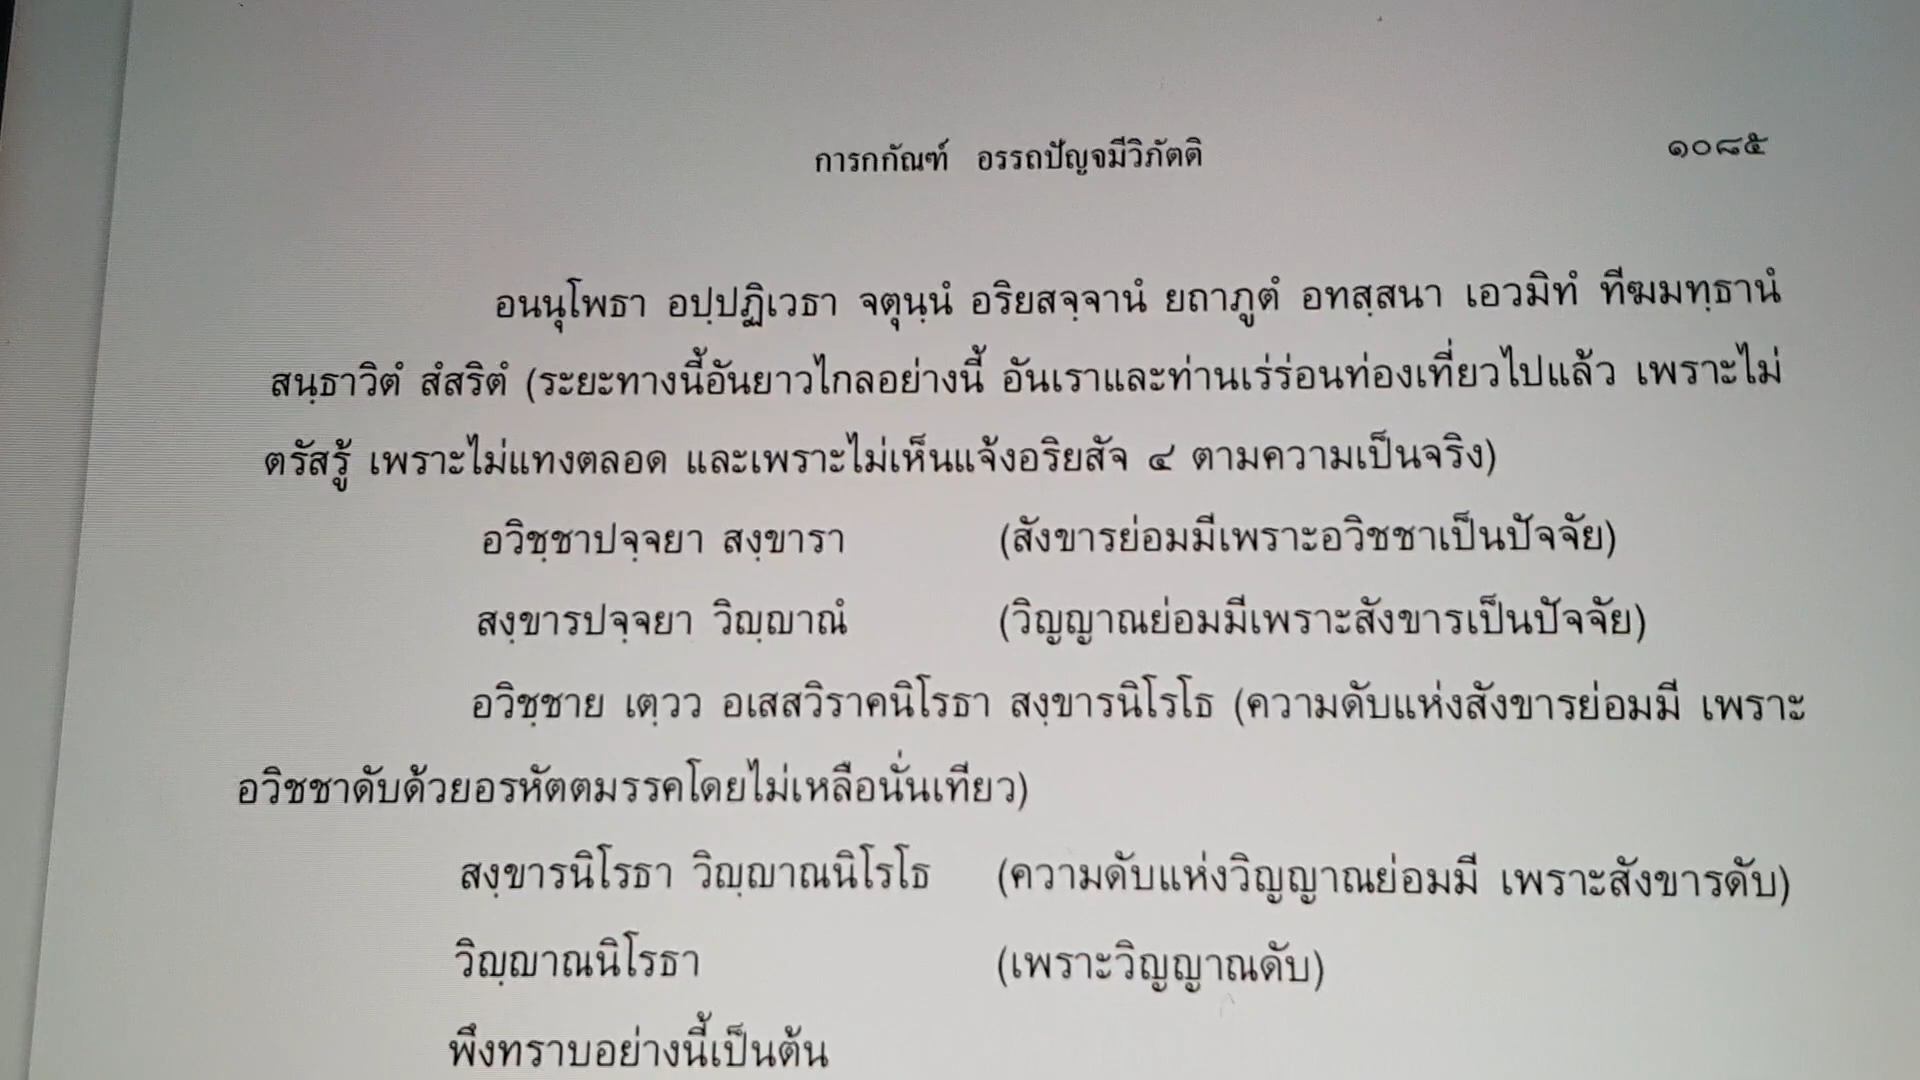 การกกัณฑ์ อรรถปัญจมีวิภัตติ ๑๐๘๕
อนนุโพธา อปฺปฏิเวธา จตุนฺนํ อริยสจฺจานํ ยถาภูตํ อทสฺสนา เอวมิทํ ทีฆมทฺธานํ
สนฺธาวิตํ สํสริตํ (ระยะทางนี้อันยาวไกลอย่างนี้ อันเราและท่านเร่ร่อนท่องเที่ยวไปแล้ว เพราะไม่
ตรัสรู้ เพราะไม่แทงตลอด และเพราะไม่เห็นแจ้งอริยสัจ ๔ ตามความเป็นจริง)
อวิชฺชาปจฺจยา สงฺขารา (สังขารย่อมมีเพราะอวิชชาเป็นปัจจัย)
สงฺขารปจฺจยา วิญฺญาณํ (วิญญาณย่อมมีเพราะสังขารเป็นปัจจัย)
อวิชฺชาย เตฺวว อเสสวิราคนิโรธา สงฺขารนิโรโธ (ความดับแห่งสังขารย่อมมี เพราะ
อวิชชาดับด้วยอรหัตตมรรคโดยไม่เหลือนั่นเทียว)
สงฺขารนิโรธา วิญฺญาณนิโรโธ (ความดับแห่งวิญญาณย่อมมี เพราะสังขารดับ)
วิญฺญาณนิโรธา (เพราะวิญญาณดับ)
พึงทราบอย่างนี้เป็นต้น